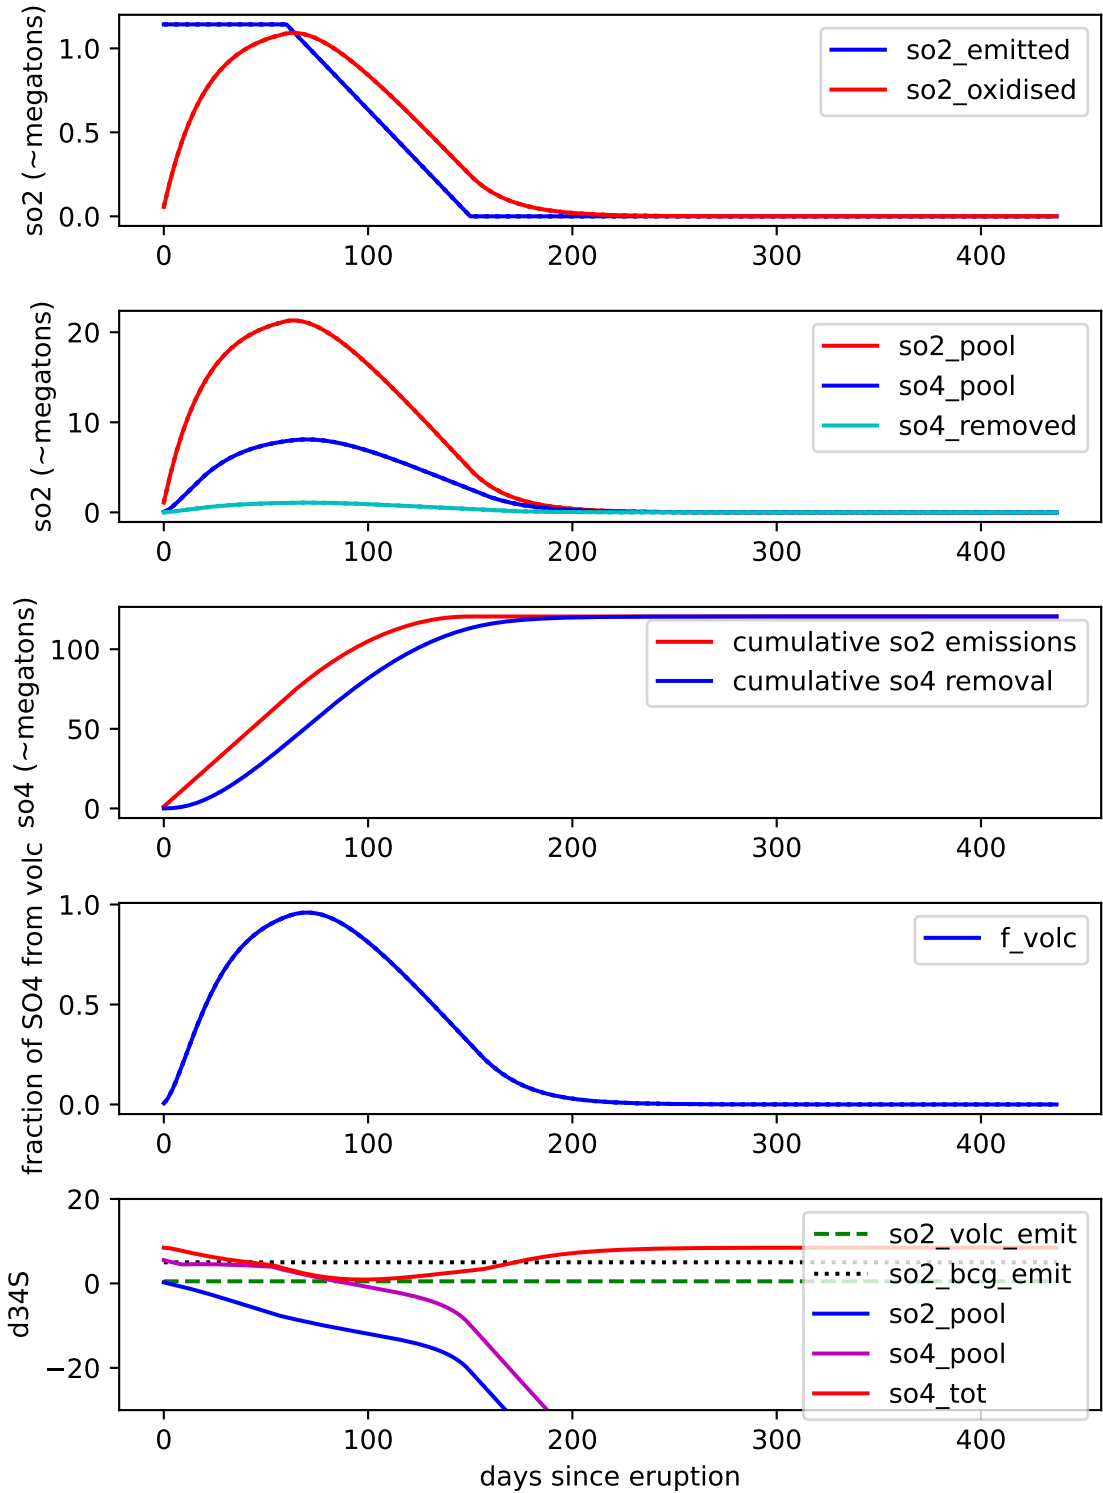 so2 (~megatons)
1.0
0.5
0.0
so2_emitted
so2_oxidised
0 100 200 300 400
so2 (~megatons)
20
10
0
so2_pool
so4_pool
so4_removed
0 100 200 300 400
so4 (~megatons)
100
50
0
cumulative so2 emissions
cumulative so4 removal
0 100 200 300 400
fraction of SO4 from volc
1.0
0.5
0.0
f_volc
0 100 200 300 400
d34S
20
0
−20
so2_volc_emit
so2_bcg_emit
so2_pool
so4_pool
so4_tot
0 100 200 300 400
days since eruption